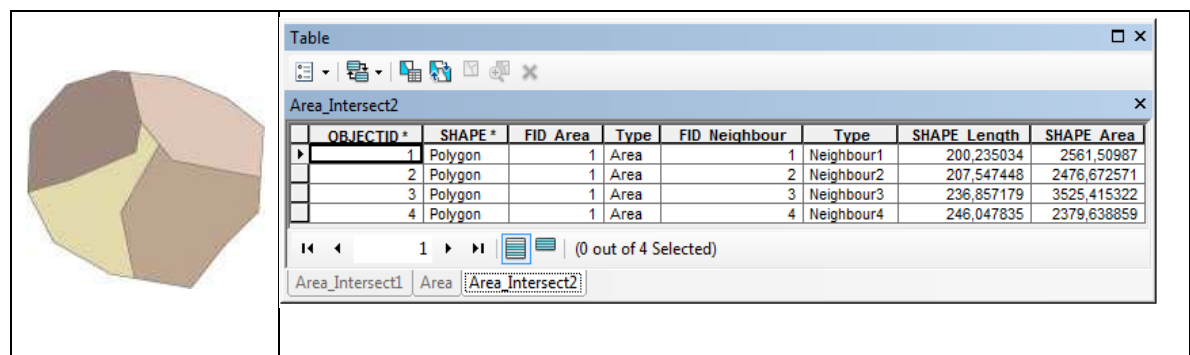 Table
Area_Intersect2
OBJECTID * SHAPE * FID_Area Type FID_Neighbour Type SHAPE_Length SHAPE_Area
1 Polygon 1 Area 1 Neighbour1 200,235034 2561,50987
2 Polygon 1 Area 2 Neighbour2 207,547448 2476,672571
3 Polygon 1 Area 3 Neighbour3 236,857179 3525,415322
4 Polygon 1 Area 4 Neighbour4 246,047835 2379,638859
1 (0 out of 4 Selected)
Area_Intersect1 Area Area_Intersect2